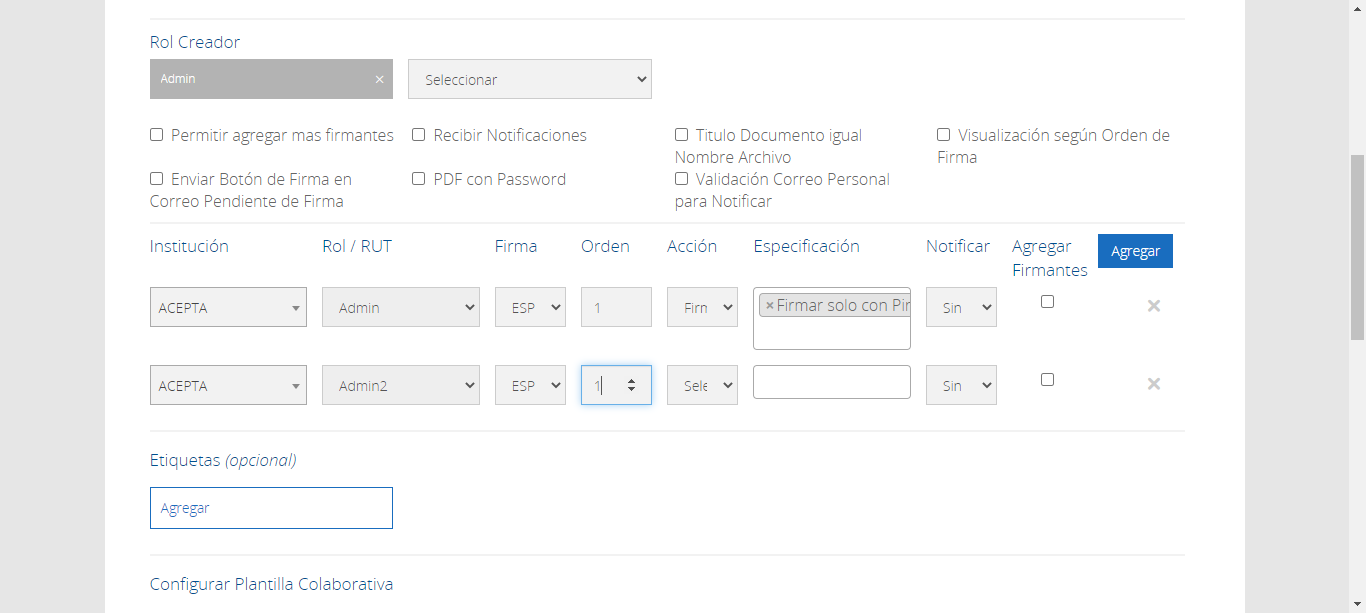 Rol Creador
Admin × Seleccionar
Permitir agregar mas firmantes Recibir Notificaciones Titulo Documento igual Visualización según Orden de
Nombre Archivo Firma
Enviar Botón de Firma en PDF con Password Validación Correo Personal
Correo Pendiente de Firma para Notificar
Institución Rol / RUT Firma Orden Acción Especificación Notificar Agregar Agregar
Firmantes
ACEPTA Admin ESP 1 Firm ×Firmar solo con Pin Sin ×
ACEPTA Admin2 ESP 1 Sele Sin ×
Etiquetas (opcional)
Agregar
Configurar Plantilla Colaborativa